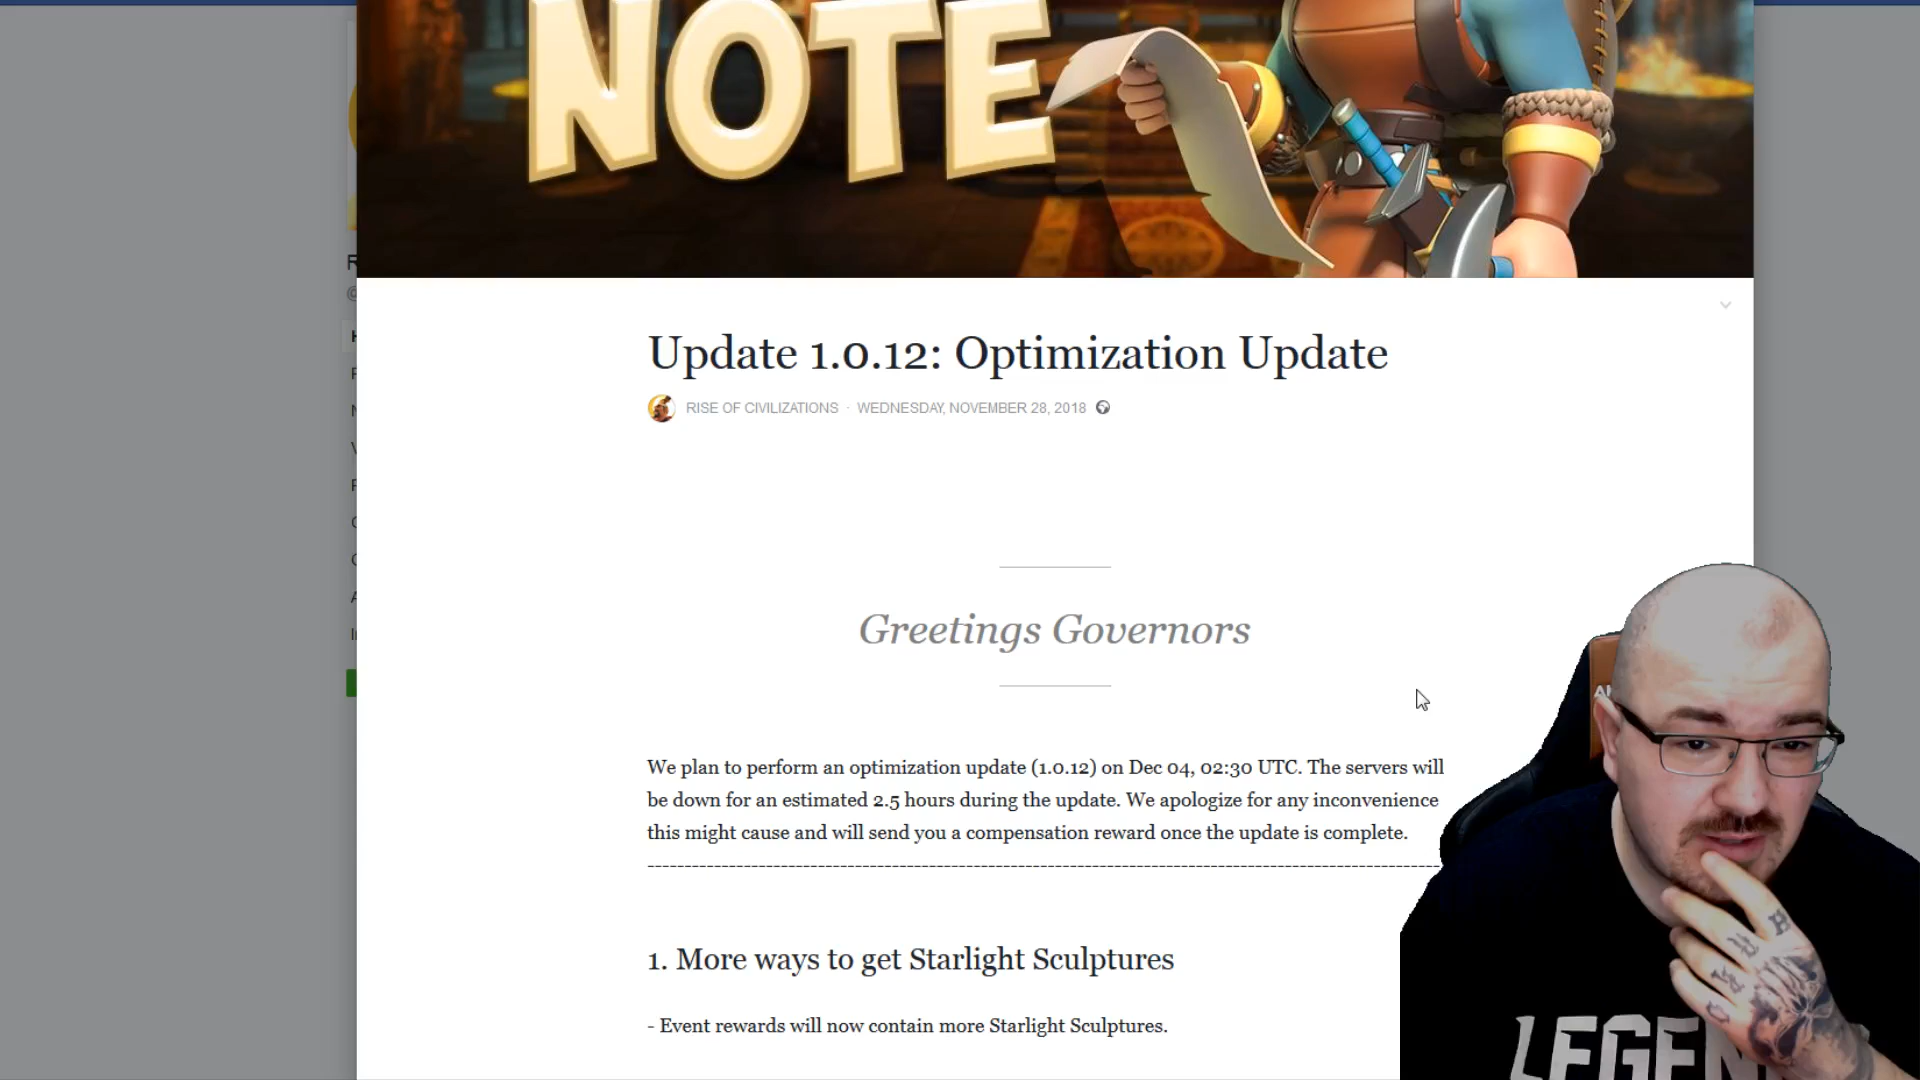 NOTE
Update 1.0.12: Optimization Update
RISE OF CIVILIZATIONS · WEDNESDAY, NOVEMBER 28, 2018
Greetings Governors
We plan to perform an optimization update (1.0.12) on Dec 04, 02:30 UTC. The servers will
be down for an estimated 2.5 hours during the update. We apologize for any inconvenience
this might cause and will send you a compensation reward once the update is complete.
1. More ways to get Starlight Sculptures
- Event rewards will now contain more Starlight Sculptures.